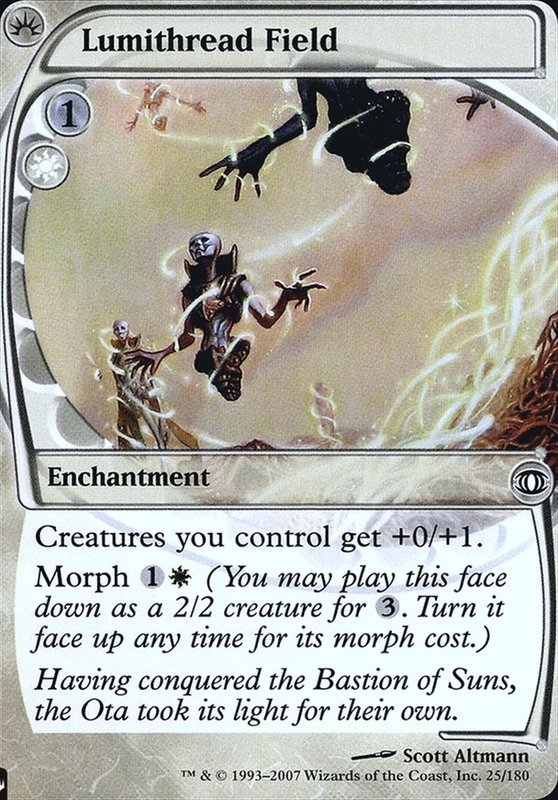 Lumithread Field
1
Enchantment
Creatures you control get +0/+1.
Morph 1 (You may play this face
down as a 2/2 creature for 3. Turn it
face up any time for its morph cost.)
Having conquered the Bastion of Suns,
the Ota took its light for their own.
Scott Altmann
™ & © 1993–2007 Wizards of the Coast, Inc. 25/180